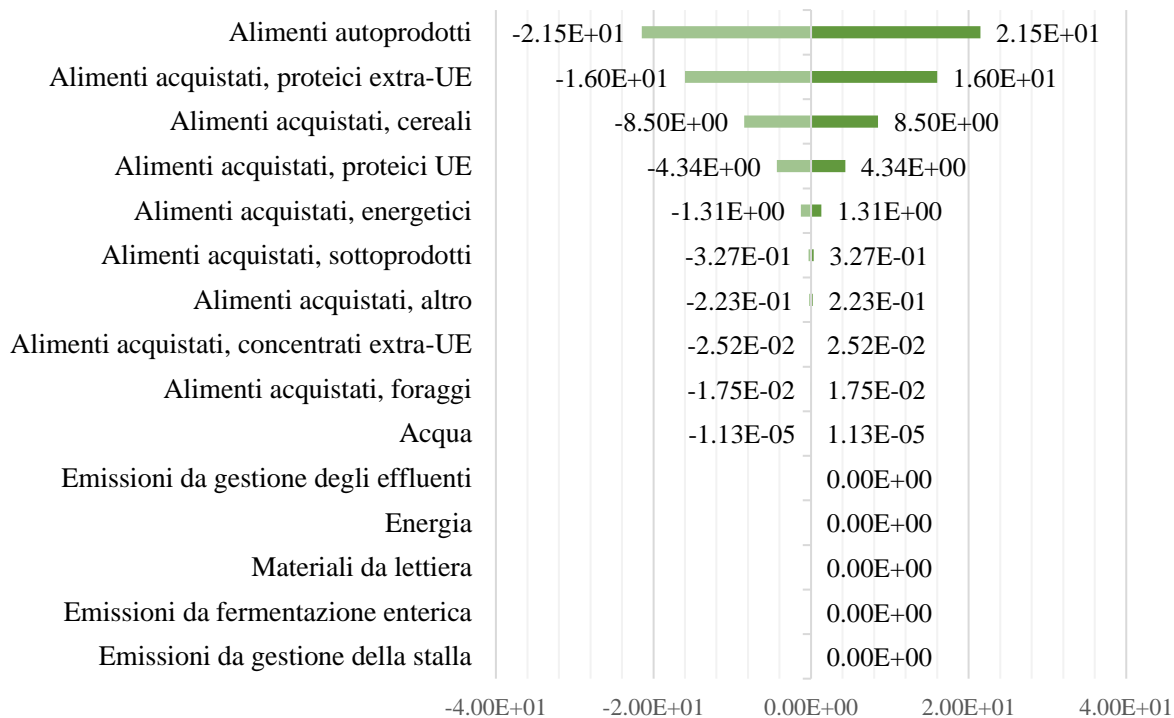 Alimenti autoprodotti -2.15E+01 2.15E+01
Alimenti acquistati, proteici extra-UE -1.60E+01 1.60E+01
Alimenti acquistati, cereali -8.50E+00 8.50E+00
Alimenti acquistati, proteici UE -4.34E+00 4.34E+00
Alimenti acquistati, energetici -1.31E+00 1.31E+00
Alimenti acquistati, sottoprodotti -3.27E-01 3.27E-01
Alimenti acquistati, altro -2.23E-01 2.23E-01
Alimenti acquistati, concentrati extra-UE -2.52E-02 2.52E-02
Alimenti acquistati, foraggi -1.75E-02 1.75E-02
Acqua -1.13E-05 1.13E-05
Emissioni da gestione degli effluenti 0.00E+00
Energia 0.00E+00
Materiali da lettiera 0.00E+00
Emissioni da fermentazione enterica 0.00E+00
Emissioni da gestione della stalla 0.00E+00
-4.00E+01 -2.00E+01 0.00E+00 2.00E+01 4.00E+01